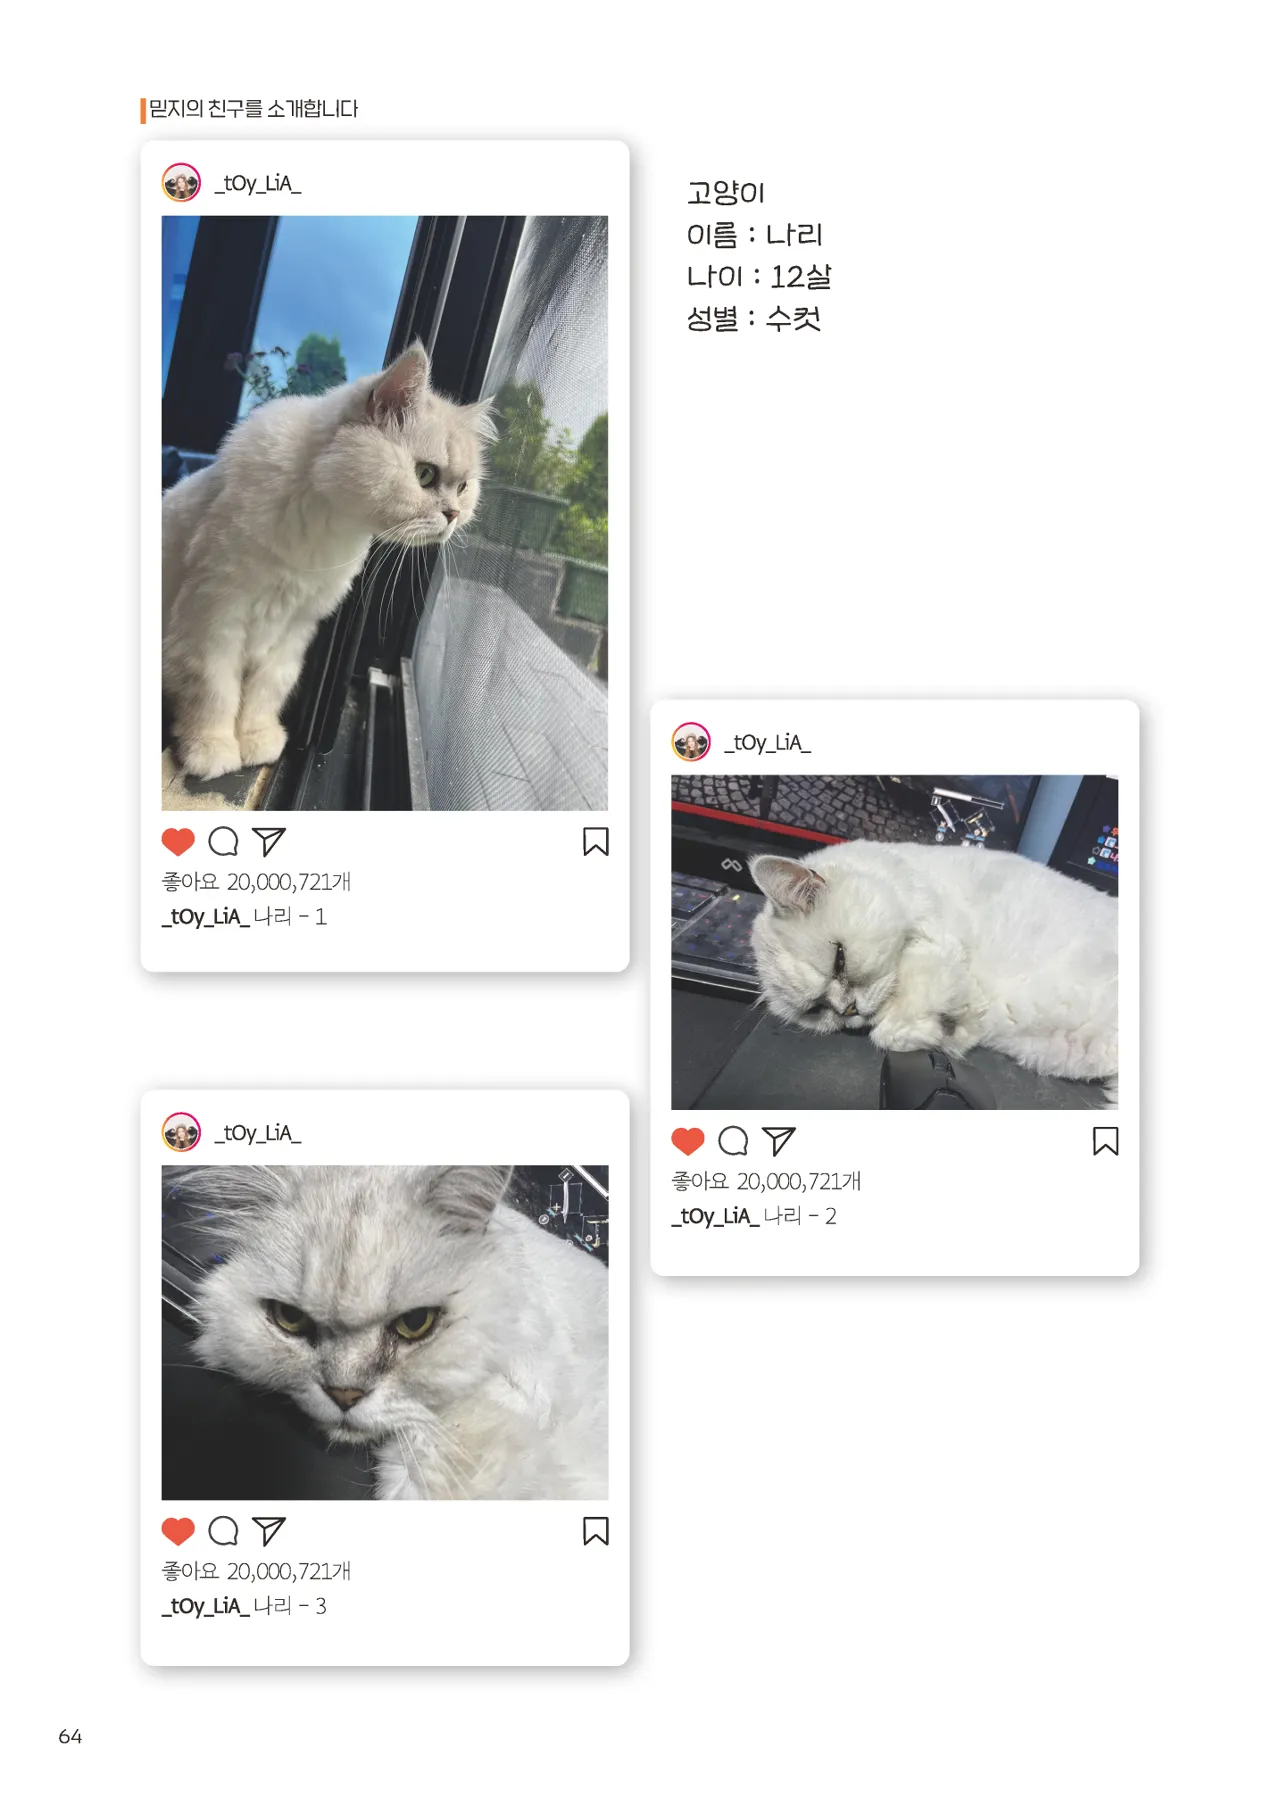 믿지의 친구를 소개합니다
_tOy_LiA_
고양이
이름 : 나리
나이 : 12살
성별 : 수컷
좋아요 20,000,721개
_tOy_LiA_ 나리 - 1
_tOy_LiA_
좋아요 20,000,721개
_tOy_LiA_ 나리 - 2
_tOy_LiA_
좋아요 20,000,721개
_tOy_LiA_ 나리 - 3
64